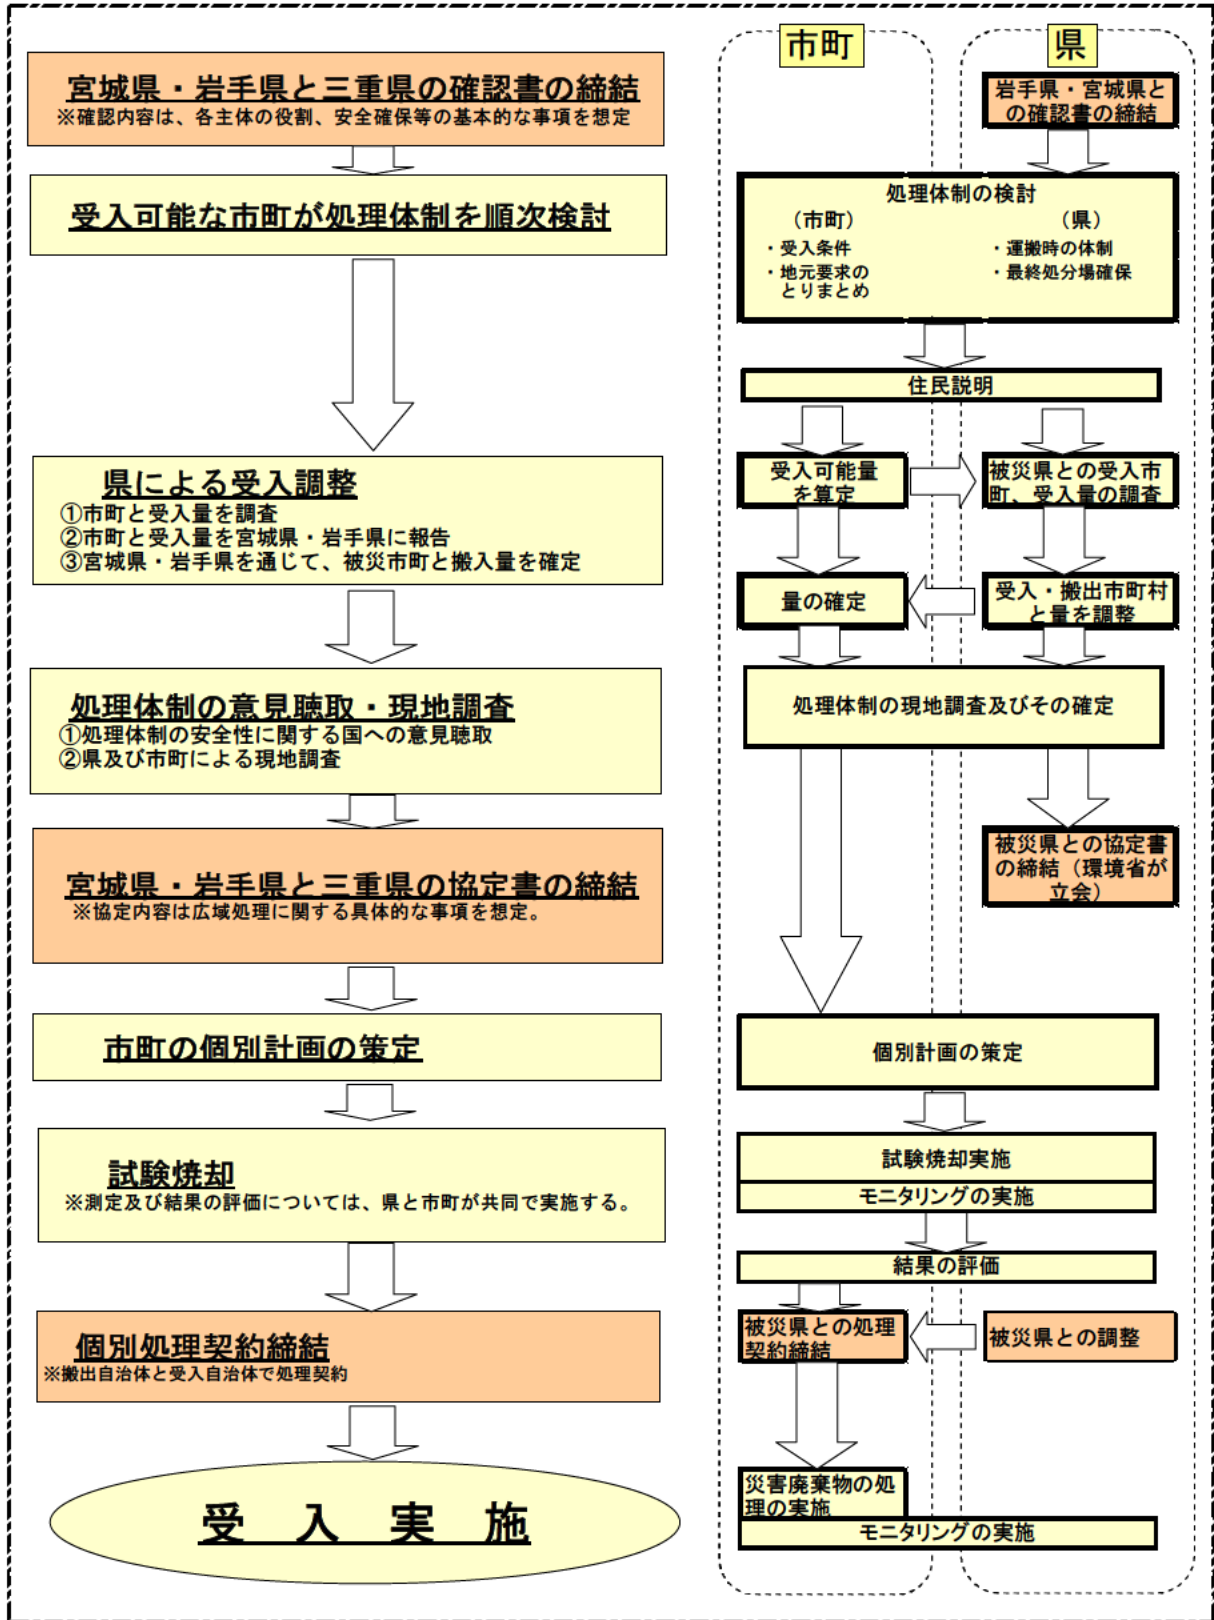 宮城県・岩手県と三重県の確認書の締結
※確認内容は、各主体の役割、安全確保等の基本的な事項を想定
受入可能な市町が処理体制を順次検討
県による受入調整
①市町と受入量を調査
②市町と受入量を宮城県・岩手県に報告
③宮城県・岩手県を通じて、被災市町と搬入量を確定
処理体制の意見聴取・現地調査
①処理体制の安全性に関する国への意見聴取
②県及び市町による現地調査
宮城県・岩手県と三重県の協定書の締結
※協定内容は広域処理に関する具体的な事項を想定。
市町の個別計画の策定
試験焼却
※測定及び結果の評価については、県と市町が共同で実施する。
個別処理契約締結
※搬出自治体と受入自治体で処理契約
受 入 実 施
市町
県
岩手県・宮城県と
の確認書の締結
処理体制の検討
（市町）
・受入条件
・地元要求の
とりまとめ
（県）
・運搬時の体制
・最終処分場確保
住民説明
受入可能量
を算定
被災県との受入市
町、受入量の調査
量の確定
受入・搬出市町村
と量を調整
処理体制の現地調査及びその確定
被災県との協定書
の締結（環境省が
立会）
個別計画の策定
試験焼却実施
モニタリングの実施
結果の評価
被災県との処理
契約締結
被災県との調整
災害廃棄物の処
理の実施
モニタリングの実施